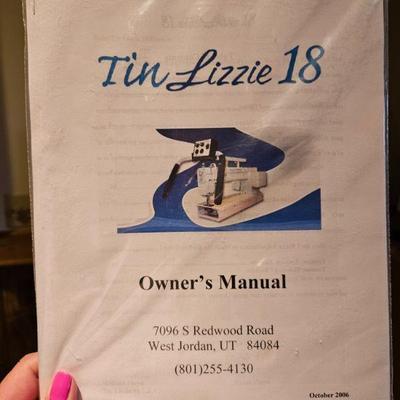 Tin Lizzie 18
Owner's Manual
7096 S Redwood Road
West Jordan, UT 84084
(801)255-4130
October 2006